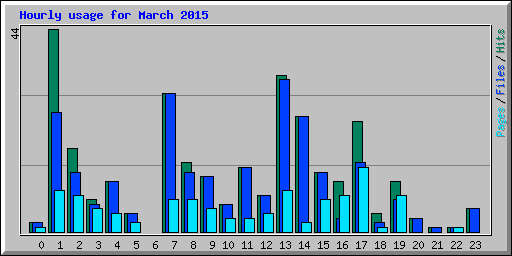 Hourly usage for March 2015
44
Pages/Files/Hits
0 1 2 3 4 5 6 7 8 9 10 11 12 13 14 15 16 17 18 19 20 21 22 23